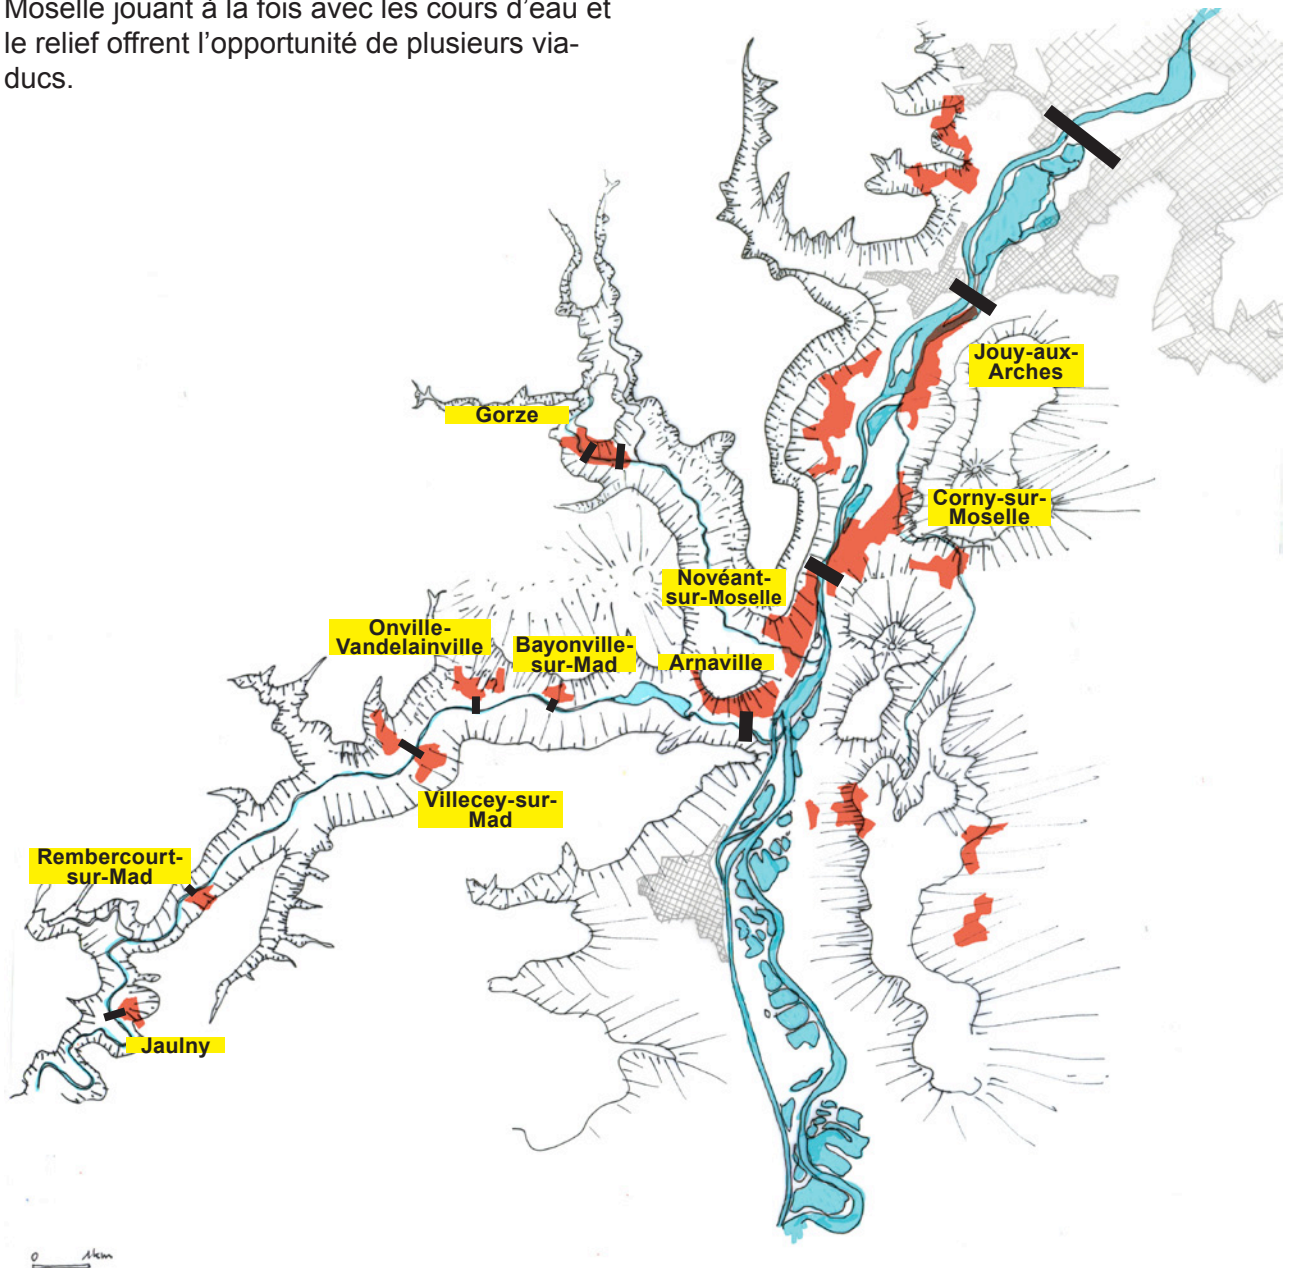 Moselle jouant à la fois avec les cours d'eau et
le relief offrent l'opportunité de plusieurs via-
ducs.
Jouy-aux-
Arches
Gorze
Corny-sur-
Moselle
Novéant-
sur-Moselle
Onville-
Vandelainville
Bayonville-
sur-Mad
Arnaville
Villecey-sur-
Mad
Rembercourt-
sur-Mad
Jaulny
0 1km